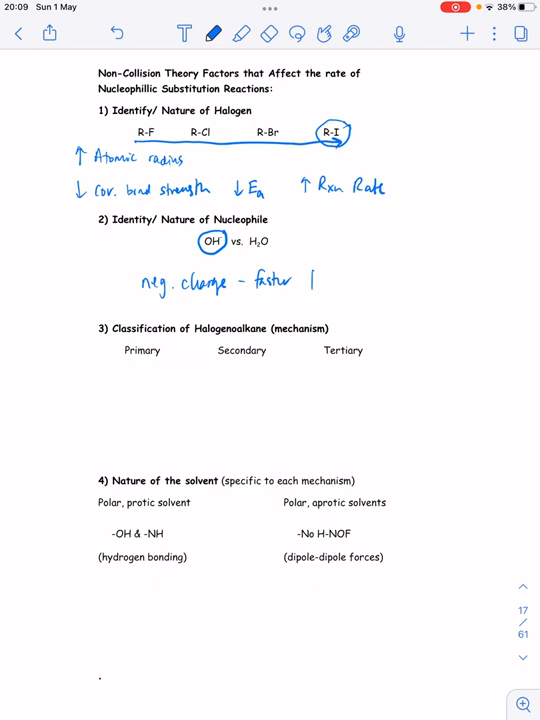 20:09 Sun 1 May
38%
Non-Collision Theory Factors that Affect the rate of
Nucleophillic Substitution Reactions:
1) Identify/ Nature of Halogen
R-F R-Cl R-Br R-I
↑ Atomic radius
↓ Cov. bind strength ↓ Ea ↑ Rxn Rate
2) Identity/ Nature of Nucleophile
OH⁻ vs. H₂O
neg. charge - faster
3) Classification of Halogenoalkane (mechanism)
Primary Secondary Tertiary
4) Nature of the solvent (specific to each mechanism)
Polar, protic solvent Polar, aprotic solvents
-OH & -NH -No H-NOF
(hydrogen bonding) (dipole-dipole forces)
17
/
61